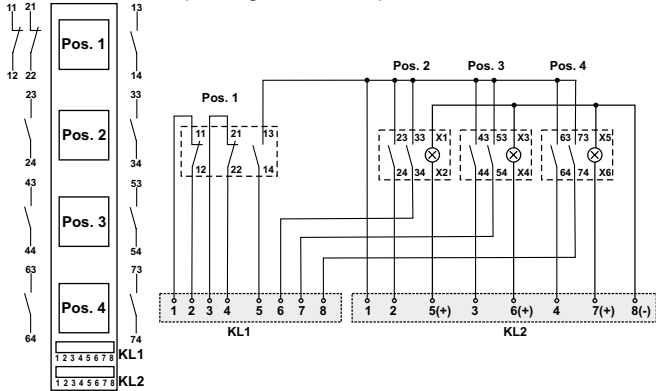 11 21 13
Pos. 1
12 22 14
23 33
Pos. 2
24 34
43 53
Pos. 3
44 54
63 73
Pos. 4
64 74
1 2 3 4 5 6 7 8 KL1
1 2 3 4 5 6 7 8 KL2
Pos. 2 Pos. 3 Pos. 4
Pos. 1
11 21 13 23 33 X1 43 53 X3 63 73 X5
12 22 14 24 34 X2 44 54 X4 64 74 X6
1 2 3 4 5 6 7 8 1 2 5(+) 3 6(+) 4 7(+) 8(-)
KL1 KL2